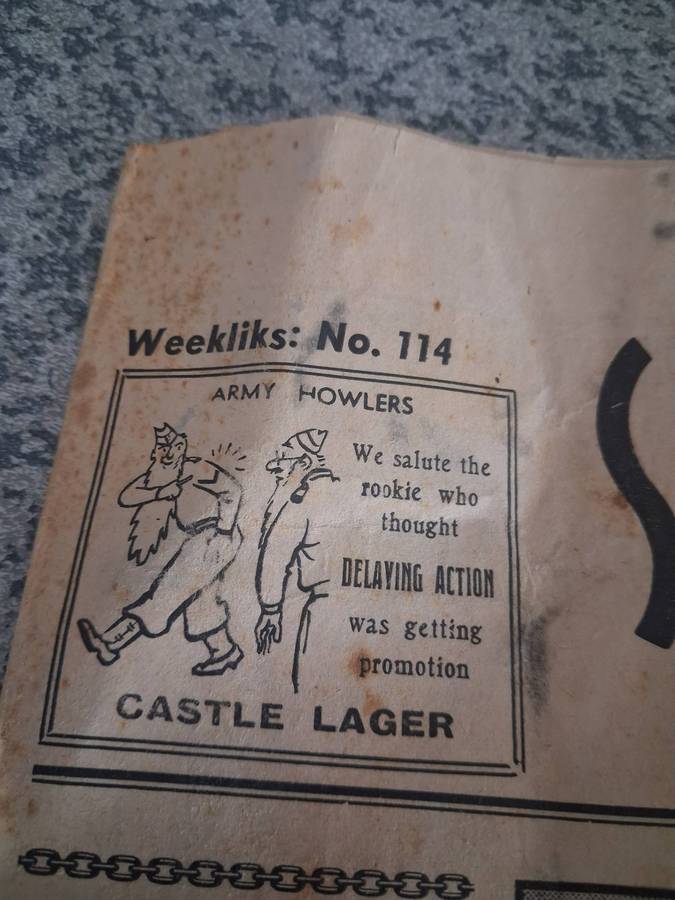 Weekliks: No. 114
ARMY HOWLERS
We salute the
rookie who
thought
DELAYING ACTION
was getting
promotion
CASTLE LAGER
S